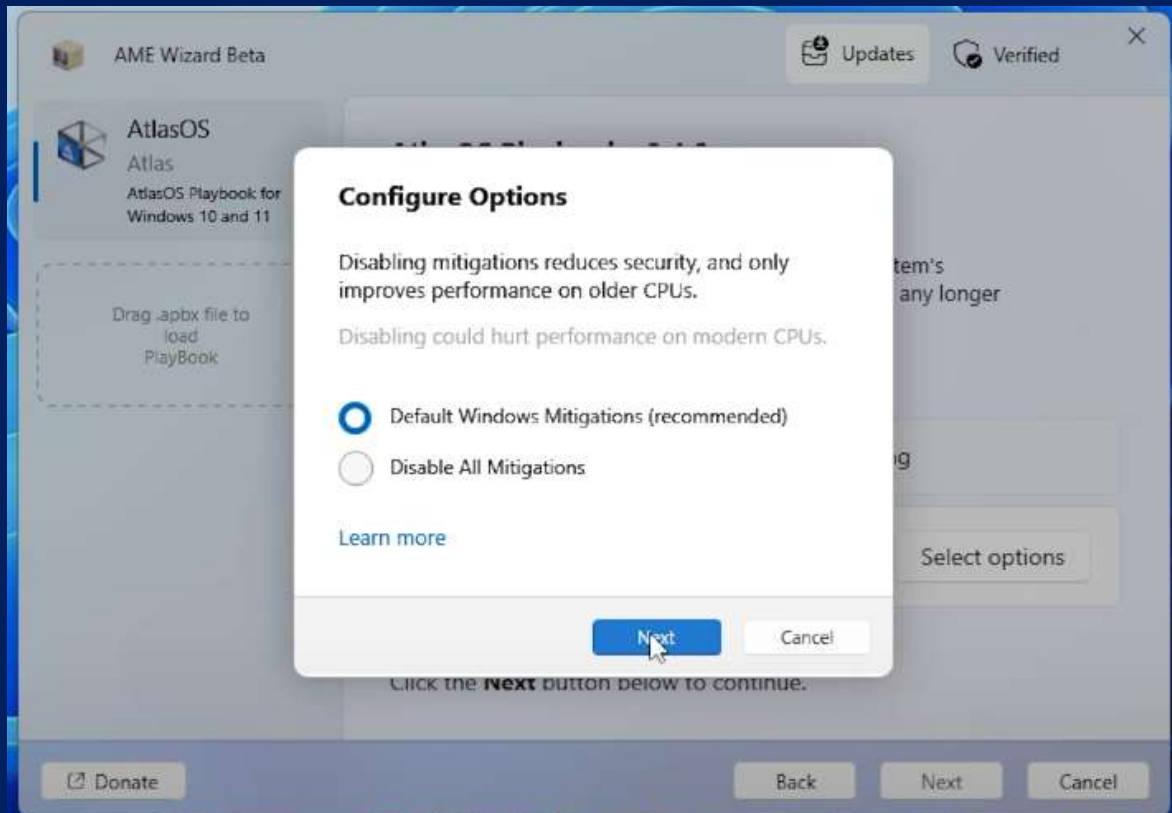 AME Wizard Beta
Updates
Verified
AtlasOS
Atlas
AtlasOS Playbook for
Windows 10 and 11
Drag .apbx file to
load
PlayBook
Configure Options
Disabling mitigations reduces security, and only
improves performance on older CPUs.
Disabling could hurt performance on modern CPUs.
Default Windows Mitigations (recommended)
Disable All Mitigations
Learn more
Next
Cancel
tem's
any longer
g
Select options
Click the Next button below to continue.
Donate
Back
Next
Cancel